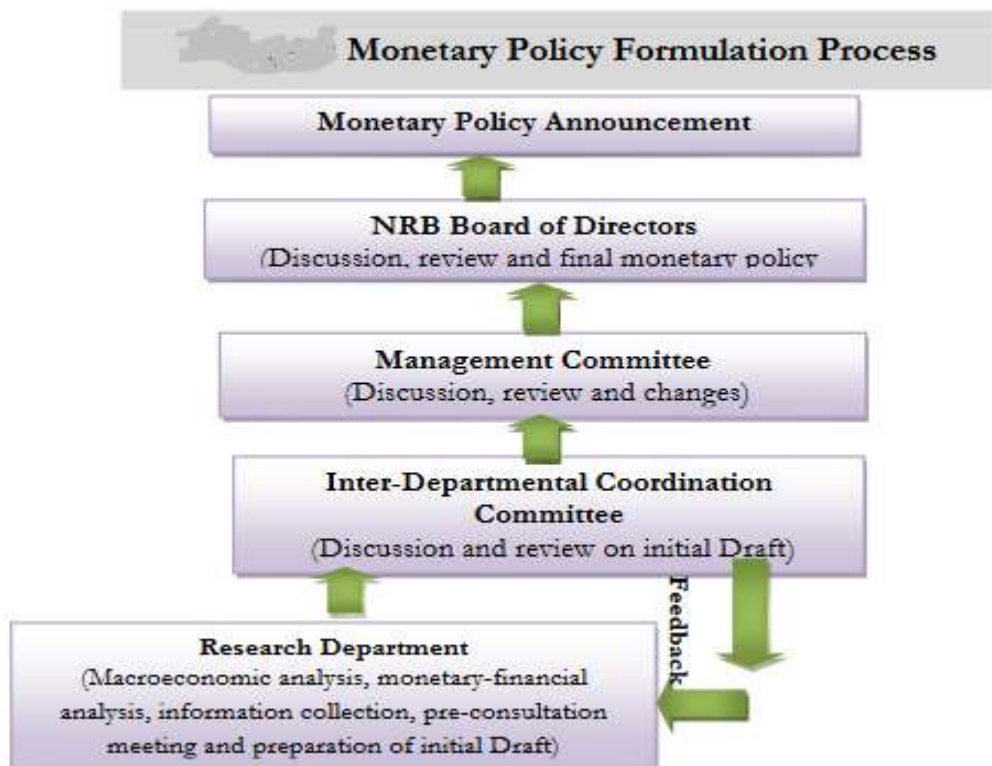 Monetary Policy Formulation Process
Monetary Policy Announcement
NRB Board of Directors
(Discussion, review and final monetary policy
Management Committee
(Discussion, review and changes)
Inter-Departmental Coordination
Committee
(Discussion and review on initial Draft)
Feedback
Research Department
(Macroeconomic analysis, monetary-financial
analysis, information collection, pre-consultation
meeting and preparation of initial Draft)